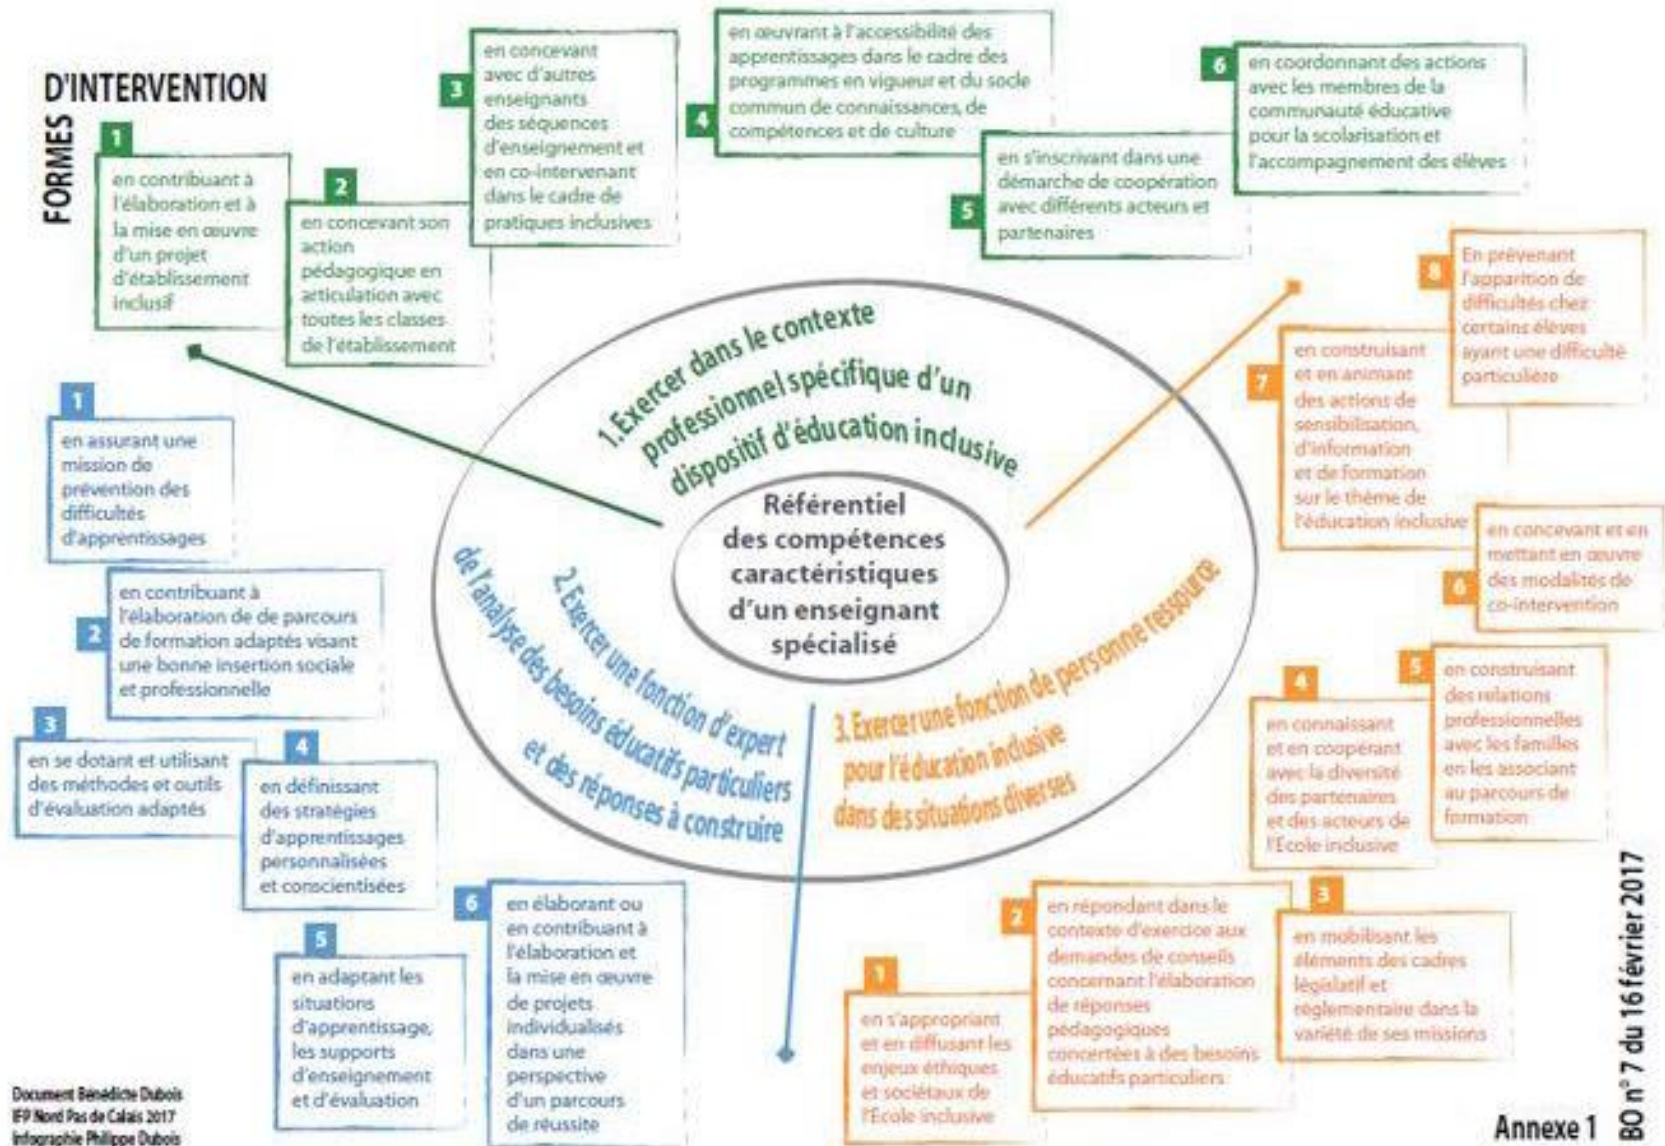 FORMES
D'INTERVENTION
1
en contribuant à
l'élaboration et à
la mise en œuvre
d'un projet
d'établissement
inclusif
2
en concevant son
action
pédagogique en
articulation avec
toutes les classes
de l'établissement
3
en concevant
avec d'autres
enseignants
des séquences
d'enseignement et
en co-intervenant
dans le cadre de
pratiques inclusives
4
en œuvrant à l'accessibilité des
apprentissages dans le cadre des
programmes en vigueur et du socle
commun de connaissances, de
compétences et de culture
5
en s'inscrivant dans une
démarche de coopération
avec différents acteurs et
partenaires
6
en coordonnant des actions
avec les membres de la
communauté éducative
pour la scolarisation et
l'accompagnement des élèves
1.Exercer dans le contexte
professionnel spécifique d'un
dispositif d'éducation inclusive
Référentiel
des compétences
caractéristiques
d'un enseignant
spécialisé
2. Exercer une fonction d'expert
de l'analyse des besoins éducatifs particuliers
et des réponses à construire
3. Exercer une fonction de personne ressource
pour l'éducation inclusive
dans des situations diverses
1
en assurant une
mission de
prévention des
difficultés
d'apprentissages
2
en contribuant à
l'élaboration de de parcours
de formation adaptés visant
une bonne insertion sociale
et professionnelle
3
en se dotant et utilisant
des méthodes et outils
d'évaluation adaptés
4
en définissant
des stratégies
d'apprentissages
personnalisées
et conscientisées
5
en adaptant les
situations
d'apprentissage,
les supports
d'enseignement
et d'évaluation
6
en élaborant ou
en contribuant à
l'élaboration et
la mise en œuvre
de projets
individualisés
dans une
perspective
d'un parcours
de réussite
1
en s'appropriant
et en diffusant les
enjeux éthiques
et sociétaux de
l'École inclusive
2
en répondant dans le
contexte d'exercice aux
demandes de conseils
concernant l'élaboration
de réponses
pédagogiques
concertées à des besoins
éducatifs particuliers
3
en mobilisant les
éléments des cadres
législatif et
réglementaire dans la
variété de ses missions
4
en connaissant
et en coopérant
avec la diversité
des partenaires
et des acteurs de
l'École inclusive
5
en construisant
des relations
professionnelles
avec les familles
en les associant
au parcours de
formation
6
en concevant et en
mettant en œuvre
des modalités de
co-intervention
7
en construisant
et en animant
des actions de
sensibilisation,
d'information
et de formation
sur le thème de
l'éducation inclusive
8
En prévenant
l'apparition de
difficultés chez
certains élèves
ayant une difficulté
particulière
Document Bénédicte Dubois
IFP Nord Pas de Calais 2017
Infographie Philippe Dubois
Annexe 1
BO n° 7 du 16 février 2017